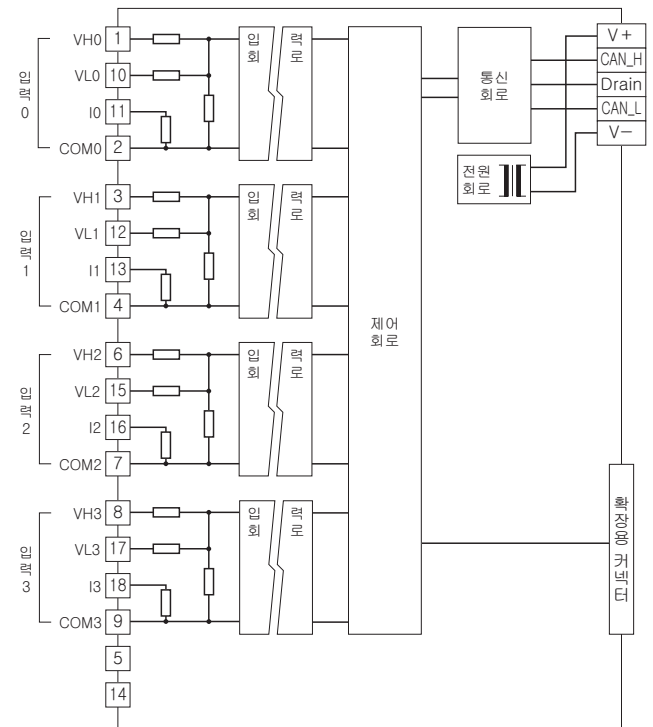 입력 0
VH0 1
VL0 10
I0 11
COM0 2
입력회로
입력 1
VH1 3
VL1 12
I1 13
COM1 4
입력회로
입력 2
VH2 6
VL2 15
I2 16
COM2 7
입력회로
입력 3
VH3 8
VL3 17
I3 18
COM3 9
입력회로
5
14
제어
회로
통신
회로
전원
회로
V+
CAN_H
Drain
CAN_L
V−
확장용 커넥터